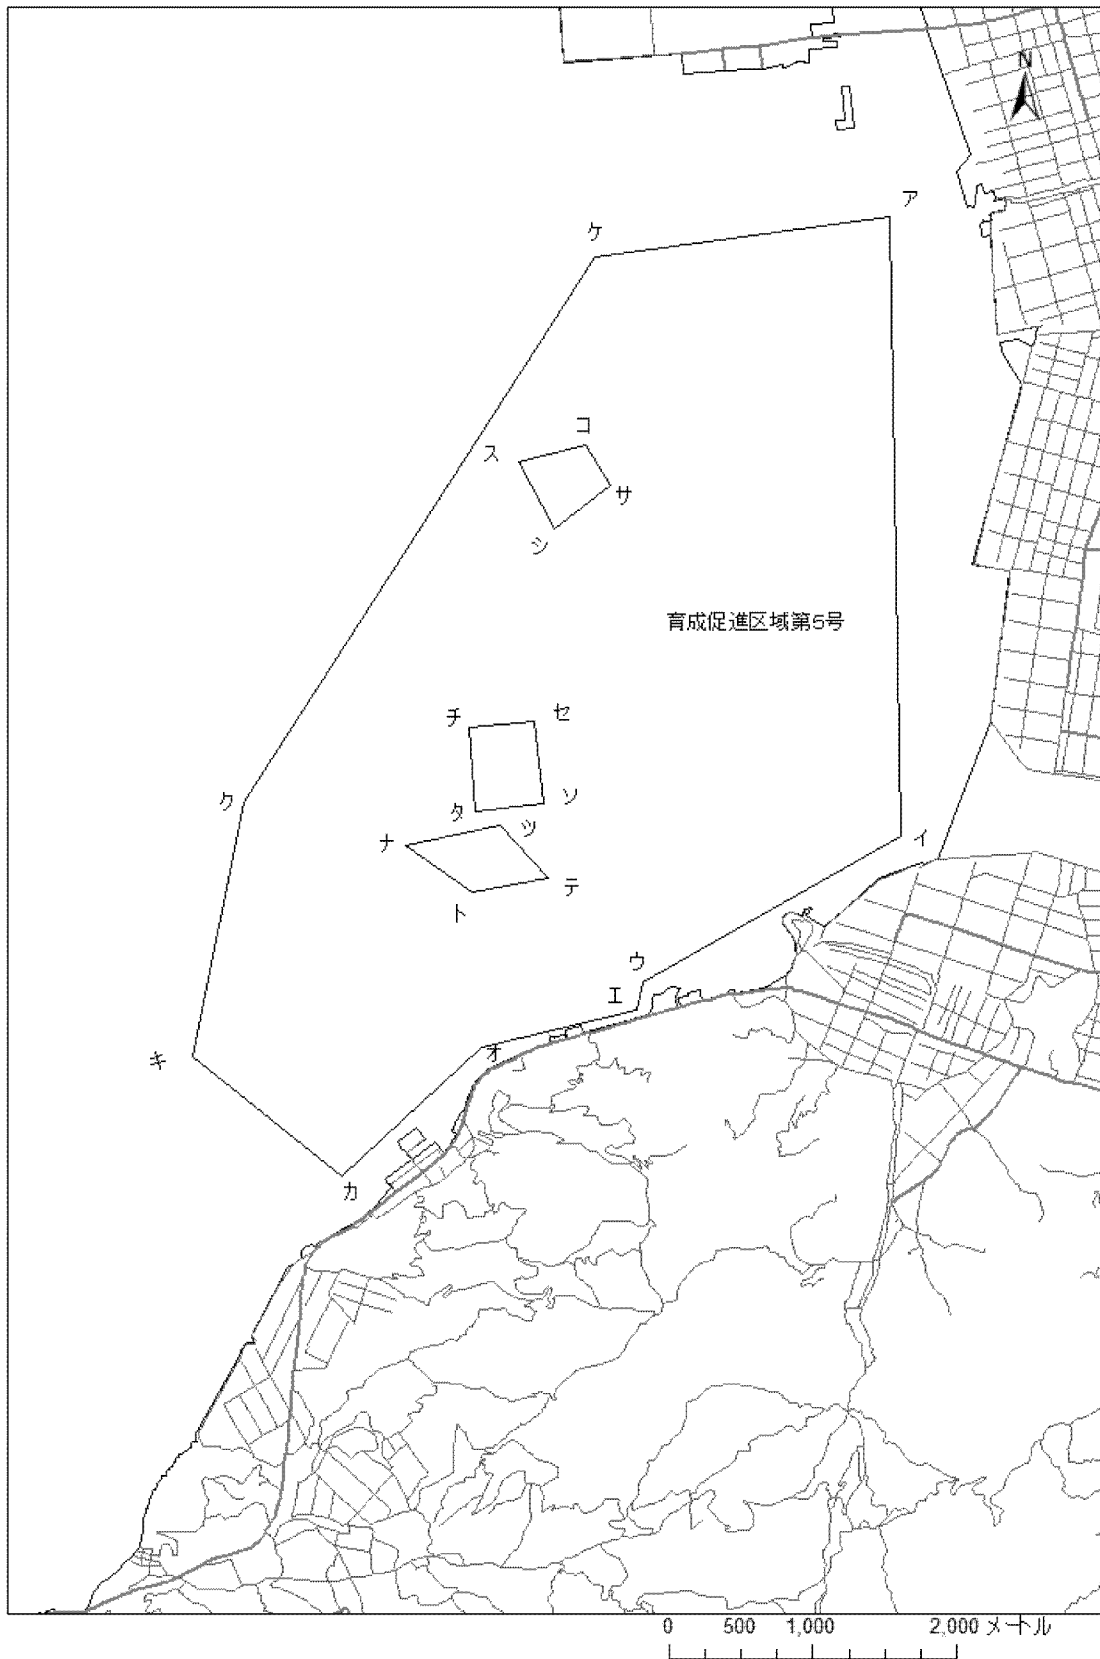 N
ア
ケ
コ
ス
サ
シ
育成促進区域第5号
チ
セ
ク
ソ
タ
ツ
イ
ナ
テ
ト
ウ
エ
オ
キ
カ
0 500 1,000 2,000 メートル